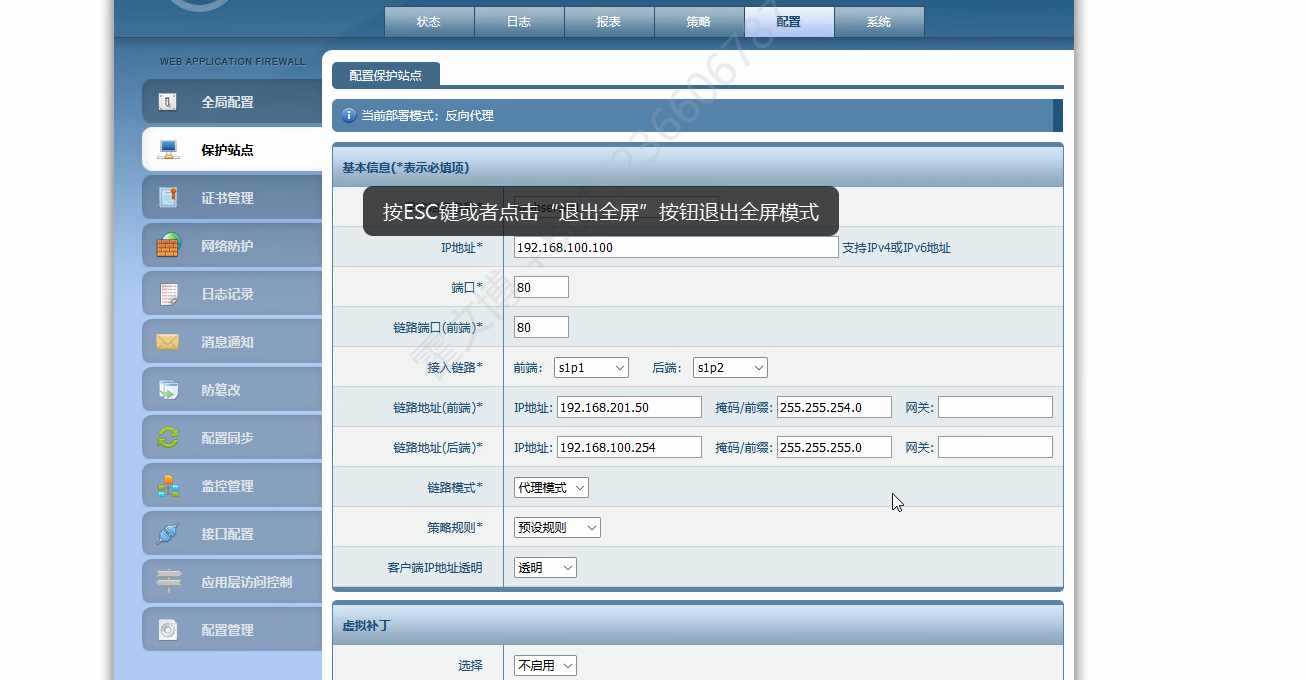 状态 日志 报表 策略 配置 系统
WEB APPLICATION FIREWALL
全局配置
保护站点
证书管理
网络防护
日志记录
消息通知
防篡改
配置同步
监控管理
接口配置
应用层访问控制
配置管理
配置保护站点
当前部署模式：反向代理
基本信息(*表示必填项)
按ESC键或者点击“退出全屏”按钮退出全屏模式
IP地址* 192.168.100.100 支持IPv4或IPv6地址
端口* 80
链路端口(前端)* 80
接入链路* 前端: s1p1 后端: s1p2
链路地址(前端)* IP地址: 192.168.201.50 掩码/前缀: 255.255.254.0 网关:
链路地址(后端)* IP地址: 192.168.100.254 掩码/前缀: 255.255.255.0 网关:
链路模式* 代理模式
策略规则* 预设规则
客户端IP地址透明 透明
虚拟补丁
选择 不启用